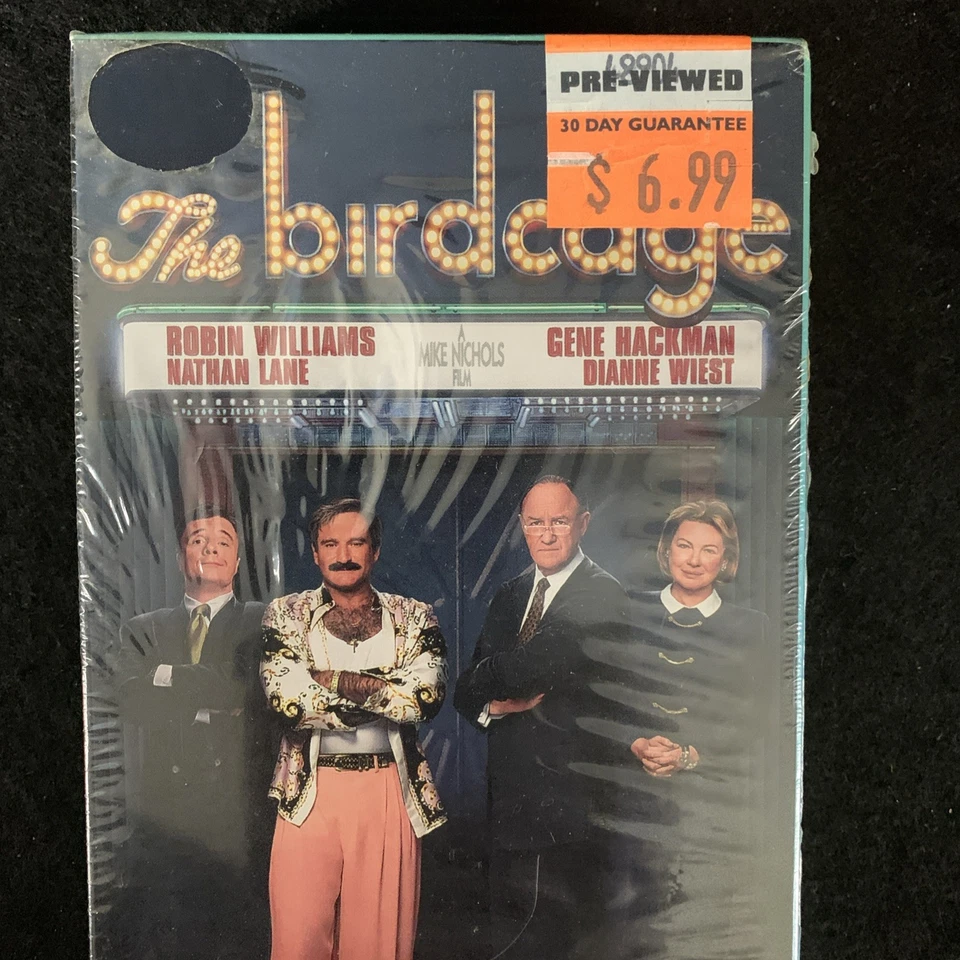 PRE-VIEWED
30 DAY GUARANTEE
$ 6.99
The birdcage
ROBIN WILLIAMS
NATHAN LANE
A
MIKE NICHOLS
FILM
GENE HACKMAN
DIANNE WIEST